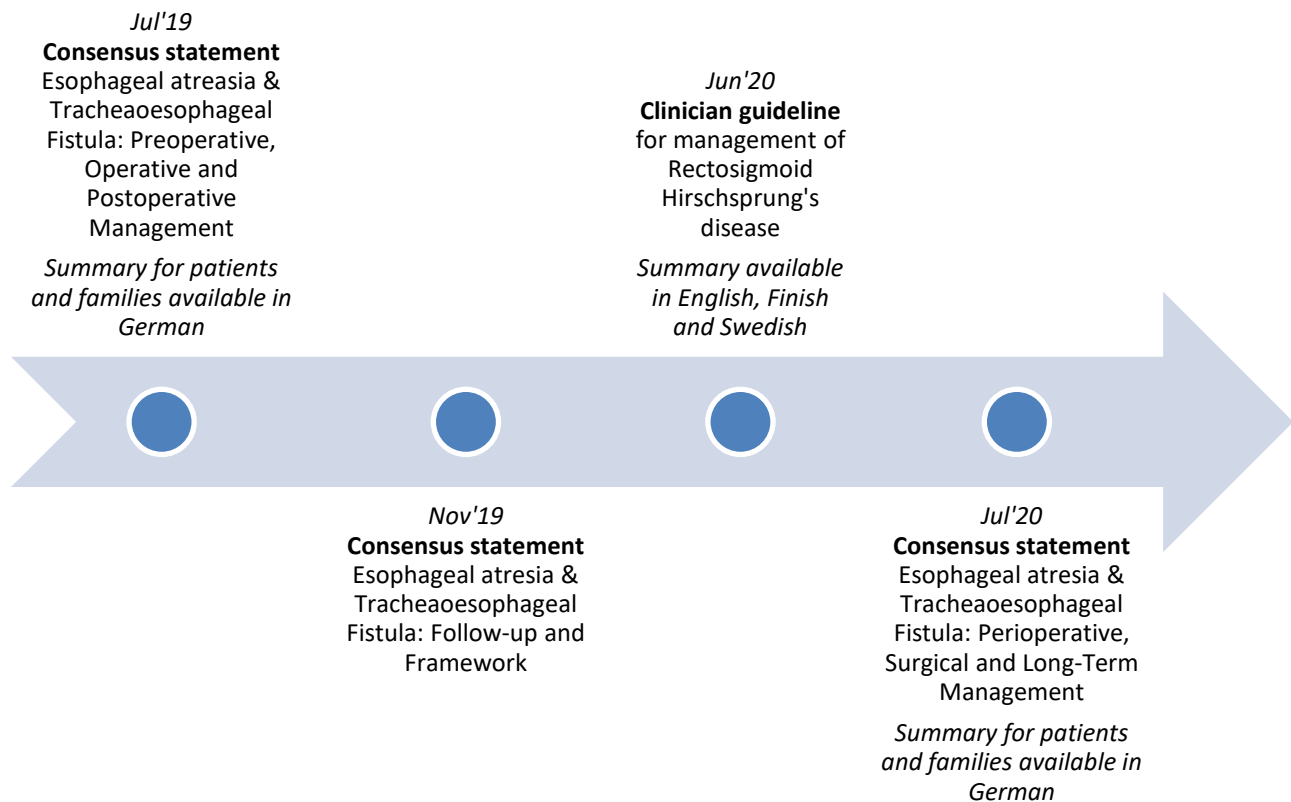 Jul'19
Consensus statement
Esophageal atreasia &
Tracheaoesophageal
Fistula: Preoperative,
Operative and
Postoperative
Management
Summary for patients
and families available in
German
Nov'19
Consensus statement
Esophageal atresia &
Tracheaoesophageal
Fistula: Follow-up and
Framework
Jun'20
Clinician guideline
for management of
Rectosigmoid
Hirschsprung's
disease
Summary available
in English, Finish
and Swedish
Jul'20
Consensus statement
Esophageal atresia &
Tracheaoesophageal
Fistula: Perioperative,
Surgical and Long-Term
Management
Summary for patients
and families available in
German